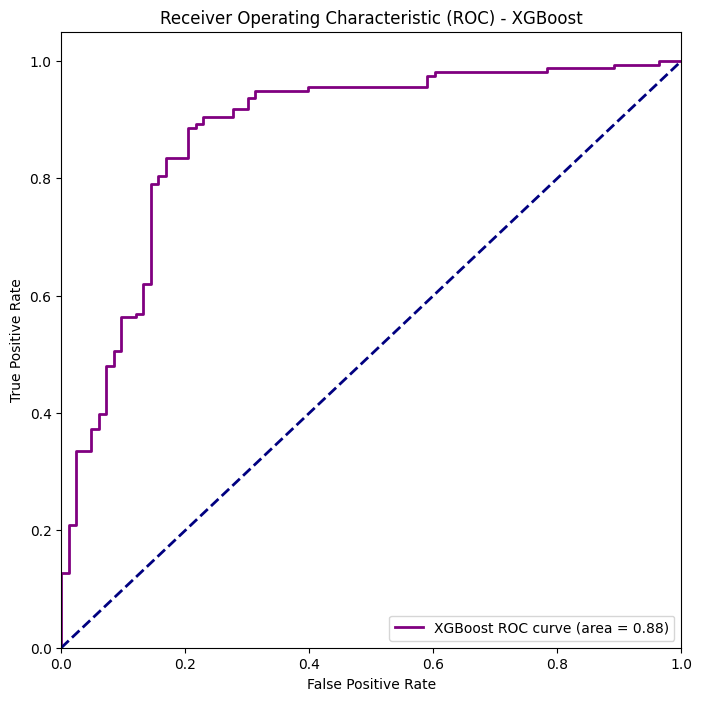 Receiver Operating Characteristic (ROC) - XGBoost
1.0
0.8
0.6
0.4
0.2
0.0
True Positive Rate
XGBoost ROC curve (area = 0.88)
0.0 0.2 0.4 0.6 0.8 1.0
False Positive Rate